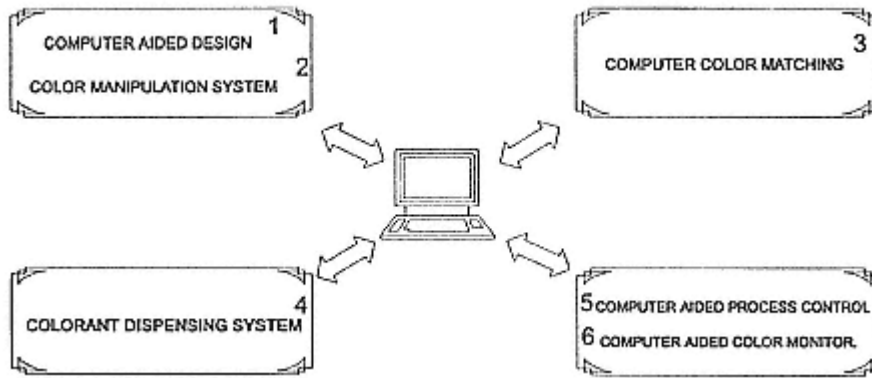 COMPUTER AIDED DESIGN 1
COLOR MANIPULATION SYSTEM 2
COMPUTER COLOR MATCHING 3
COLORANT DISPENSING SYSTEM 4
5 COMPUTER AIDED PROCESS CONTROL
6 COMPUTER AIDED COLOR MONITOR.